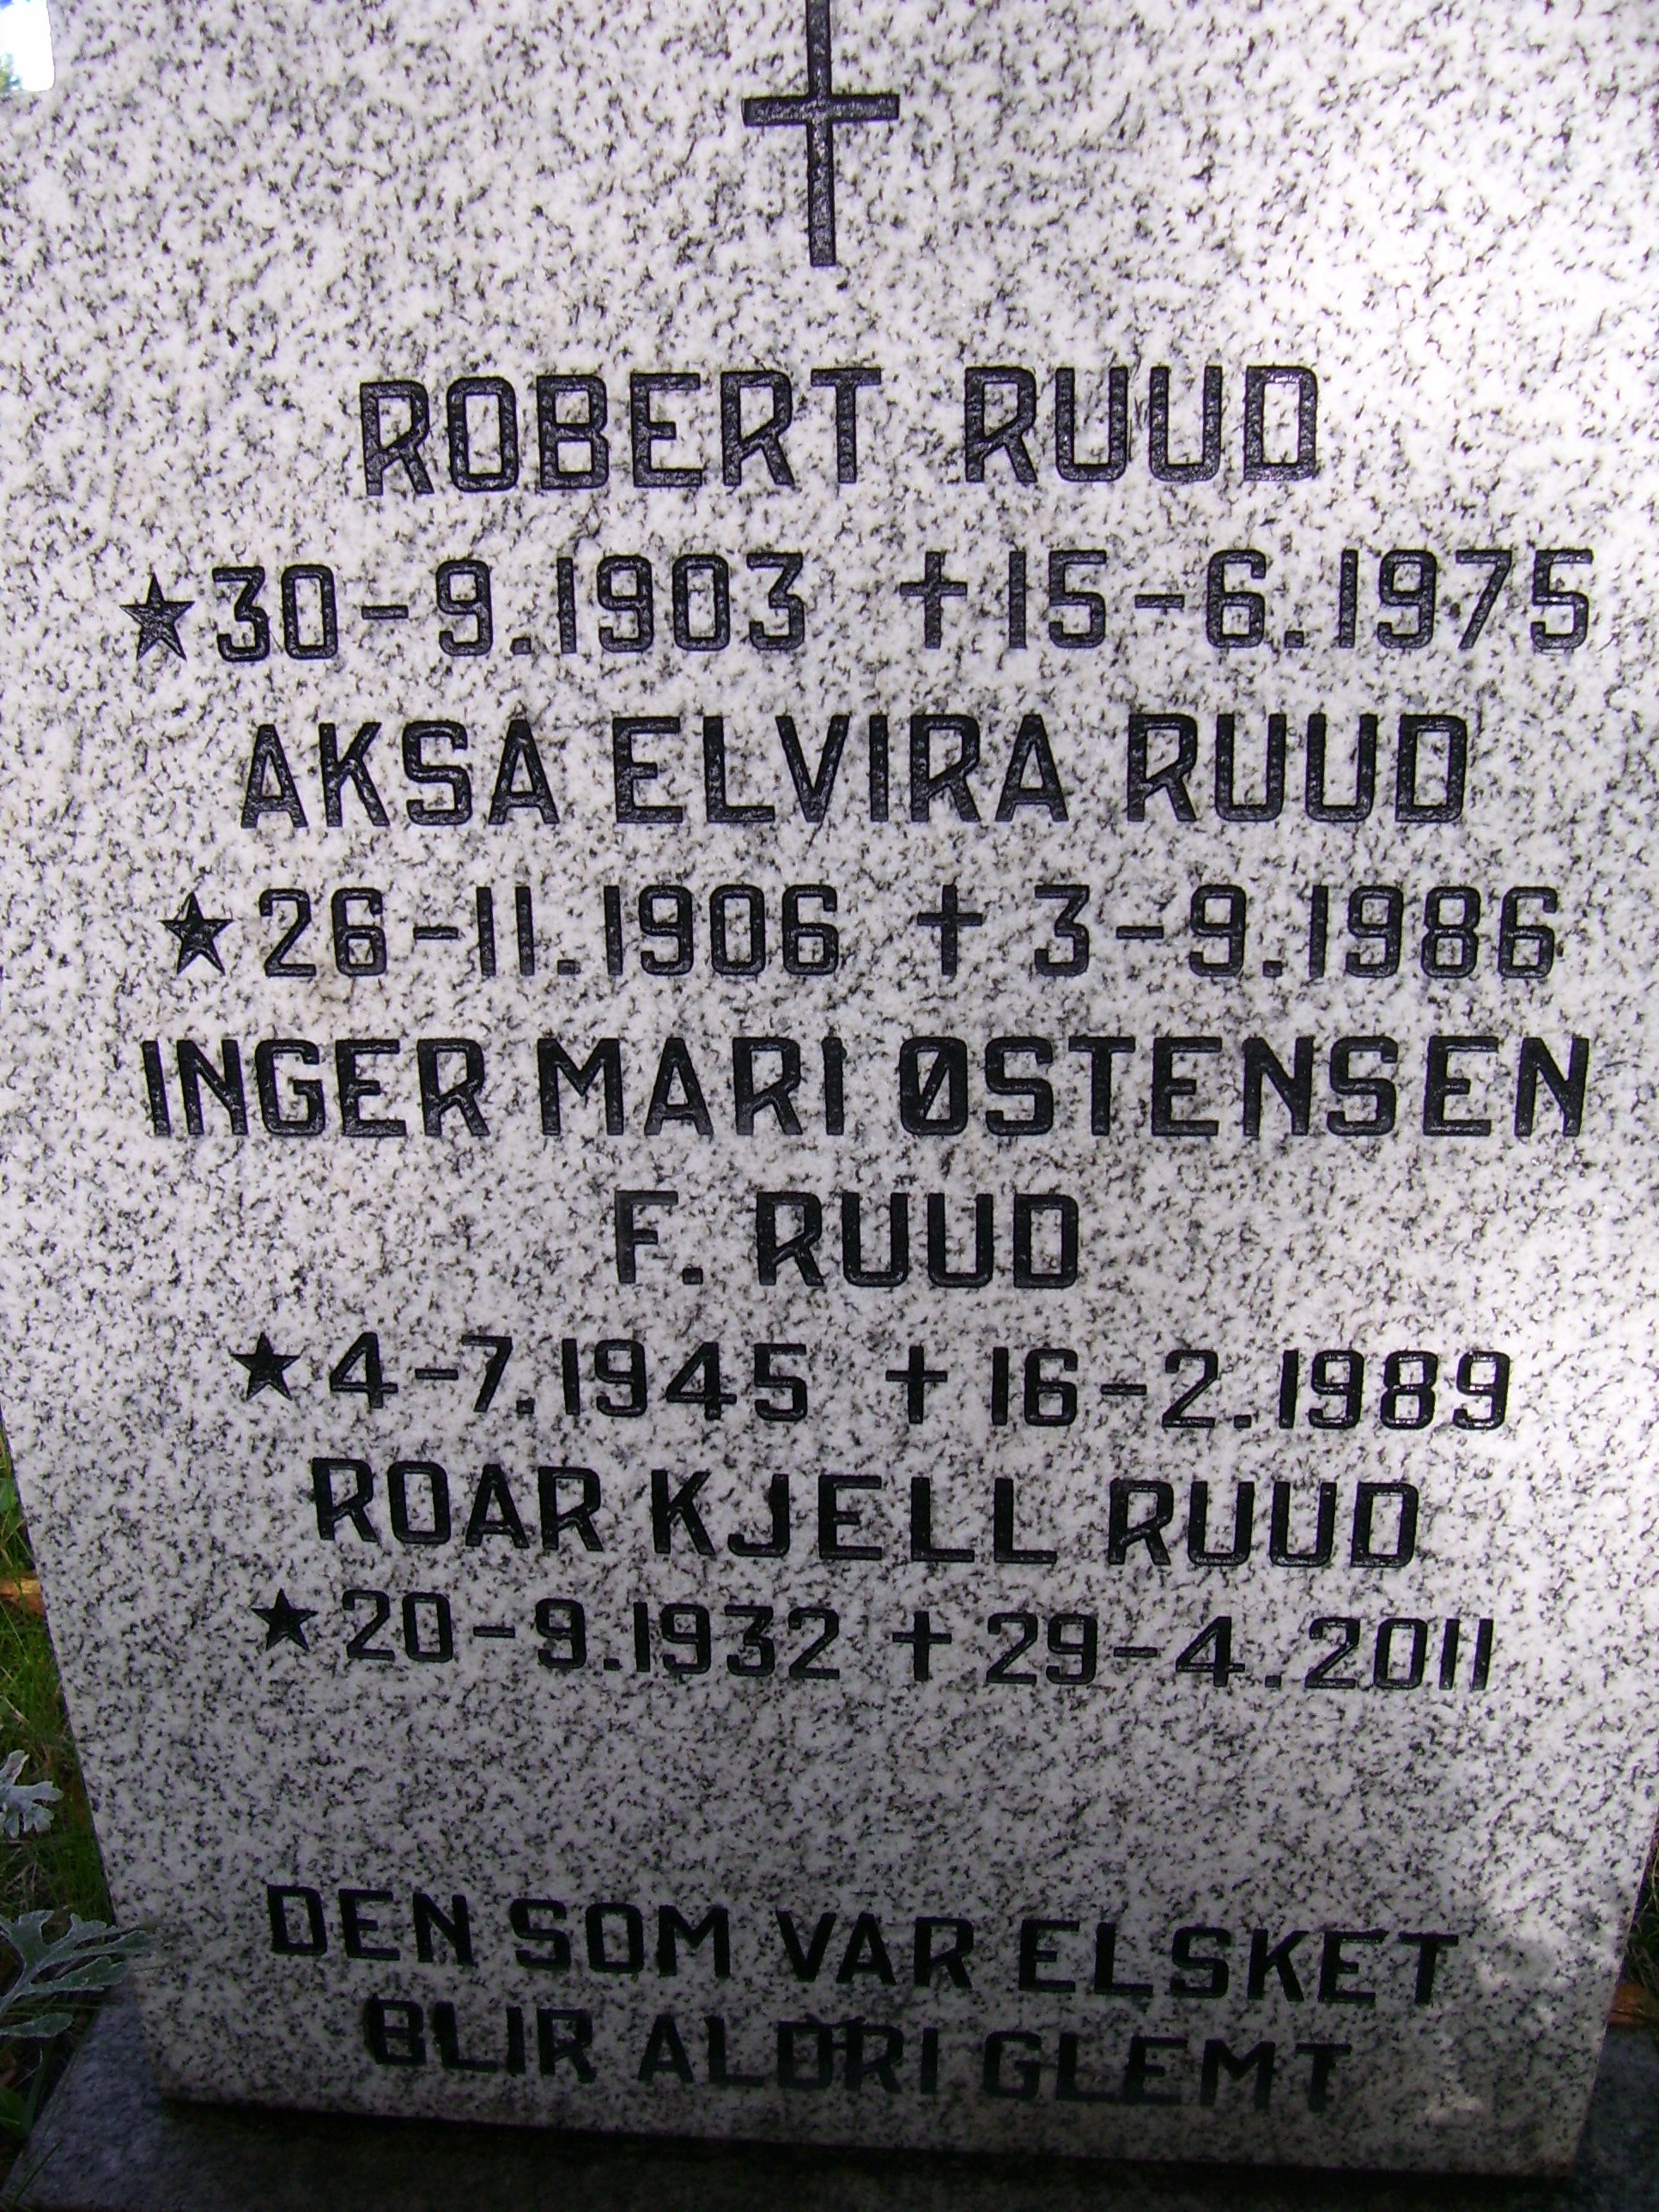 ROBERT RUUD
★30-9.1903 †15-6.1975
AKSA ELVIRA RUUD
★26-11.1906 †3-9.1986
INGER MARI ØSTENSEN
F. RUUD
★4-7.1945 †16-2.1989
ROAR KJELL RUUD
★20-9.1932 †29-4.2011
DEN SOM VAR ELSKET
BLIR ALDRI GLEMT